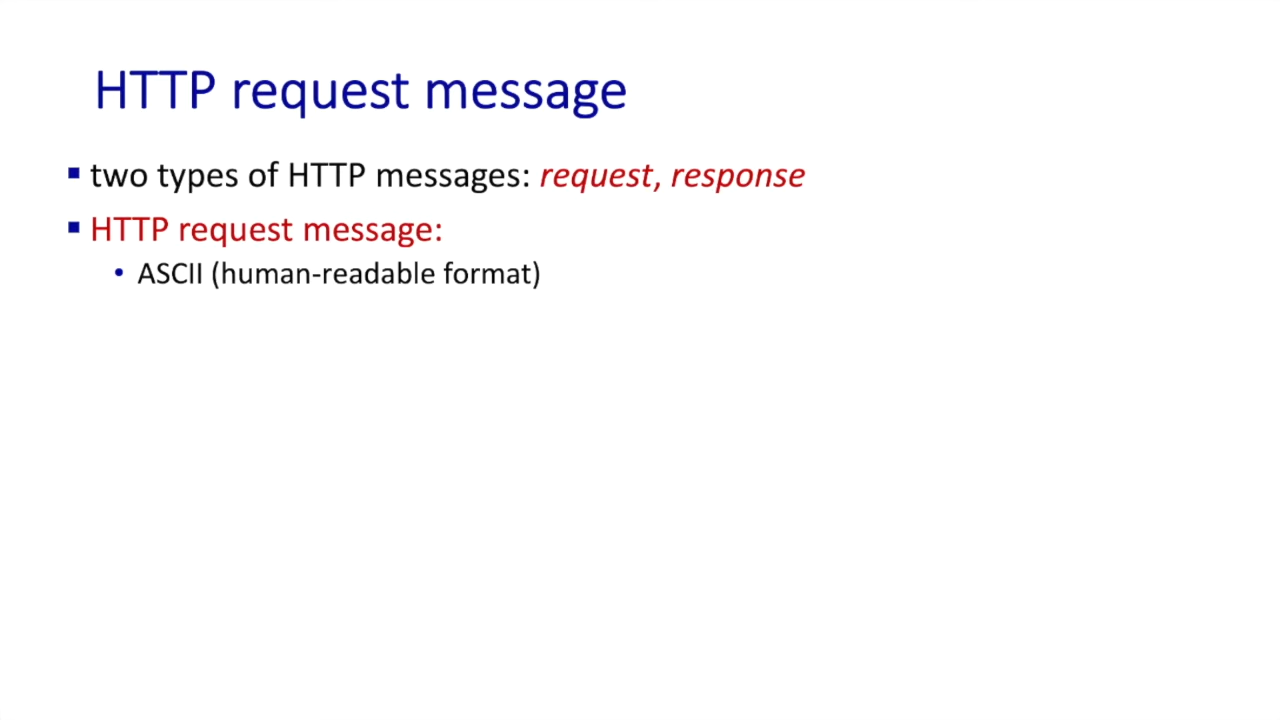 HTTP request message
▪ two types of HTTP messages: request, response
▪ HTTP request message:
• ASCII (human-readable format)